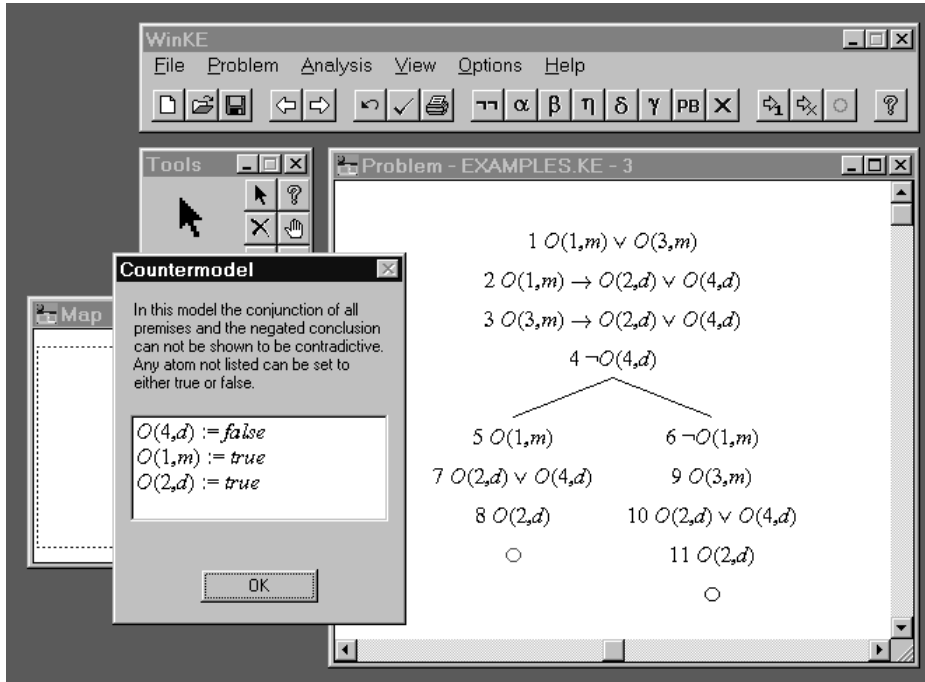 WinKE
File Problem Analysis View Options Help
¬¬ α β η δ γ PB ✕ 1 ✕ ?
Tools
?
Problem - EXAMPLES.KE - 3
1 O(1,m) ∨ O(3,m)
2 O(1,m) → O(2,d) ∨ O(4,d)
3 O(3,m) → O(2,d) ∨ O(4,d)
4 ¬O(4,d)
5 O(1,m) 6 ¬O(1,m)
7 O(2,d) ∨ O(4,d) 9 O(3,m)
8 O(2,d) 10 O(2,d) ∨ O(4,d)
11 O(2,d)
Map
Countermodel
In this model the conjunction of all
premises and the negated conclusion
can not be shown to be contradictive.
Any atom not listed can be set to
either true or false.
O(4,d) := false
O(1,m) := true
O(2,d) := true
OK